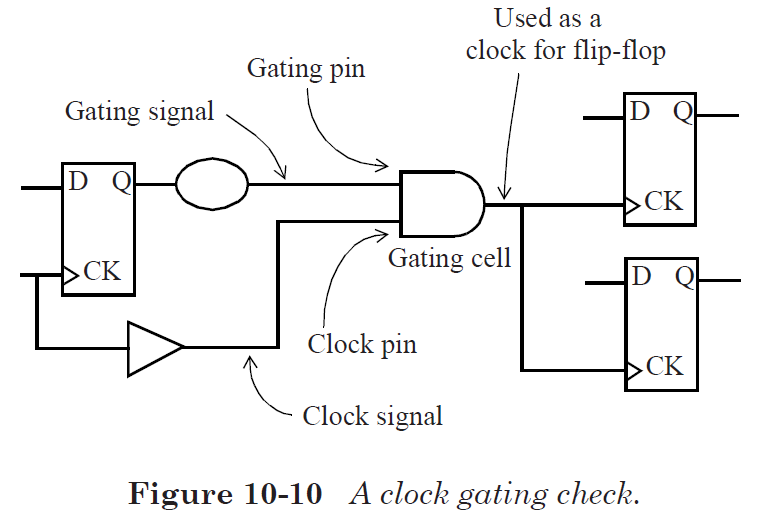 Used as a
clock for flip-flop
Gating pin
Gating signal
D Q
CK
D Q
CK
Gating cell
D Q
CK
Clock pin
Clock signal
Figure 10-10 A clock gating check.